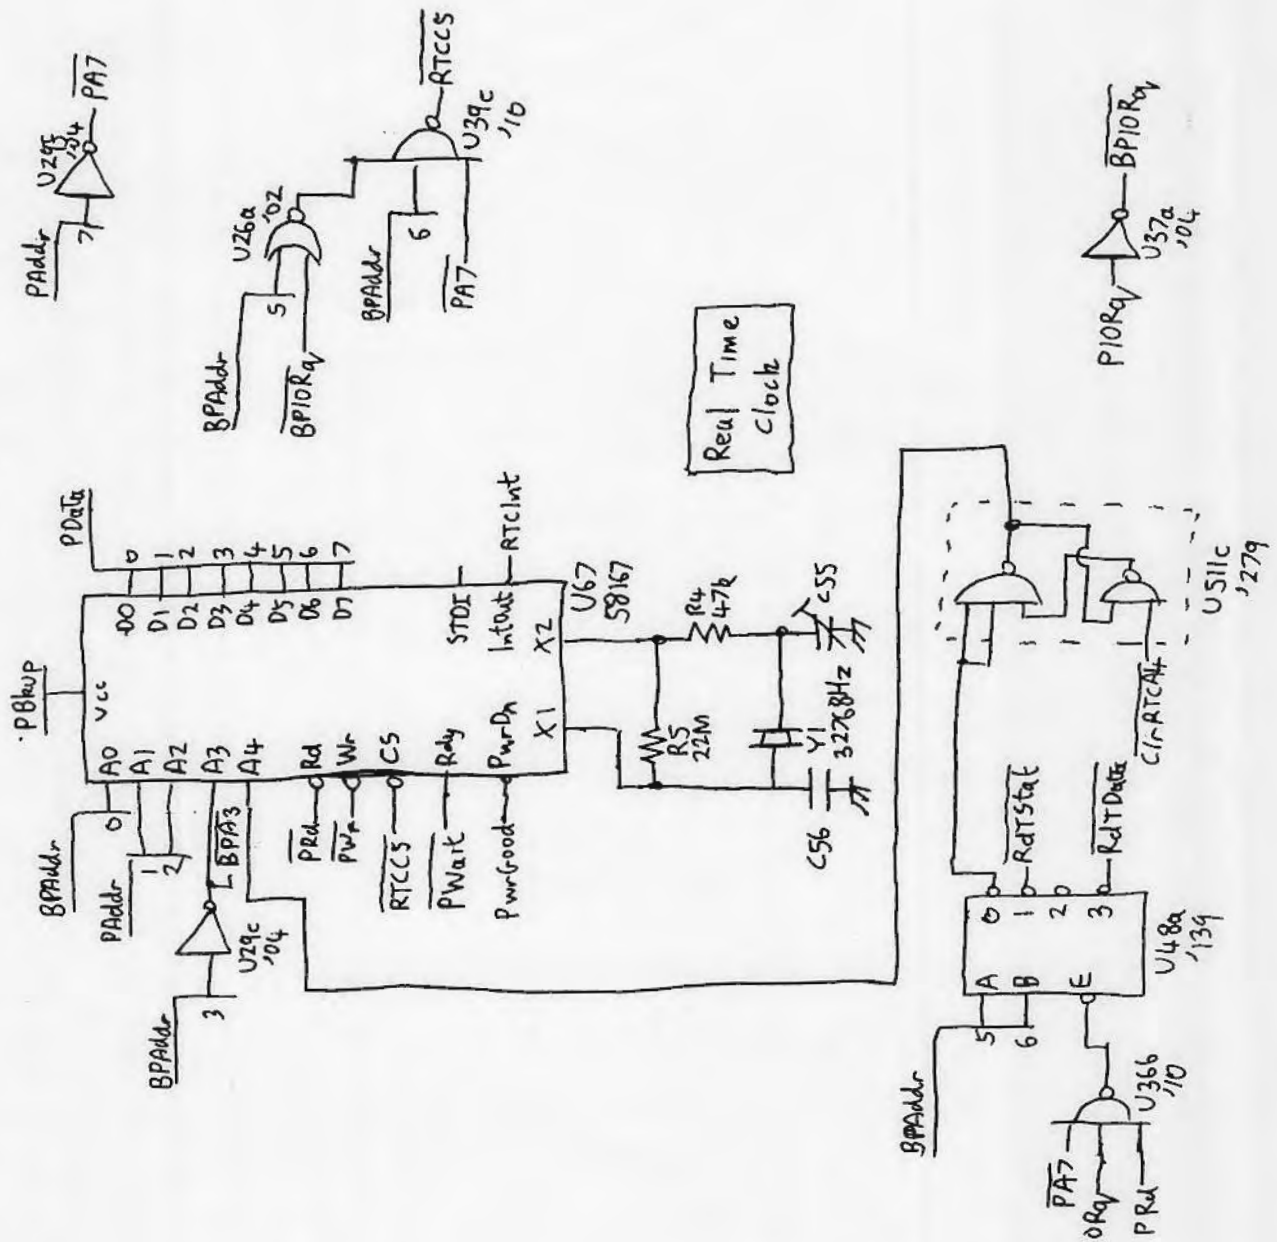 PAddr
7
U29f
'04
PA7
BPAddr
5
BPIORq
U26a
'02
BPAddr
6
PA7
U39c
'10
RTCCS
PBkup
Vcc
BPAddr
0
A0
PAddr
1
2
A1
A2
BPAddr
3
U29c
'04
BPA3
A3
A4
PRd
Rd
PWr
Wr
RTCCS
CS
PWait
Rdy
PwrGood
PwrDn
PData
D0 0
D1 1
D2 2
D3 3
D4 4
D5 5
D6 6
D7 7
STDI
IntOut
RTCInt
U67
58167
X1
X2
R5
22M
R4
47k
Y1
32768Hz
C56
C55
Real Time
Clock
PIORq
U37a
'04
BPIORq
BPAddr
5
6
A
B
E
0
1
2
3
U48a
'139
RdTStat
RdTData
ClrRTCA4
U511c
'279
PA7
ORq
PRd
U36b
'10